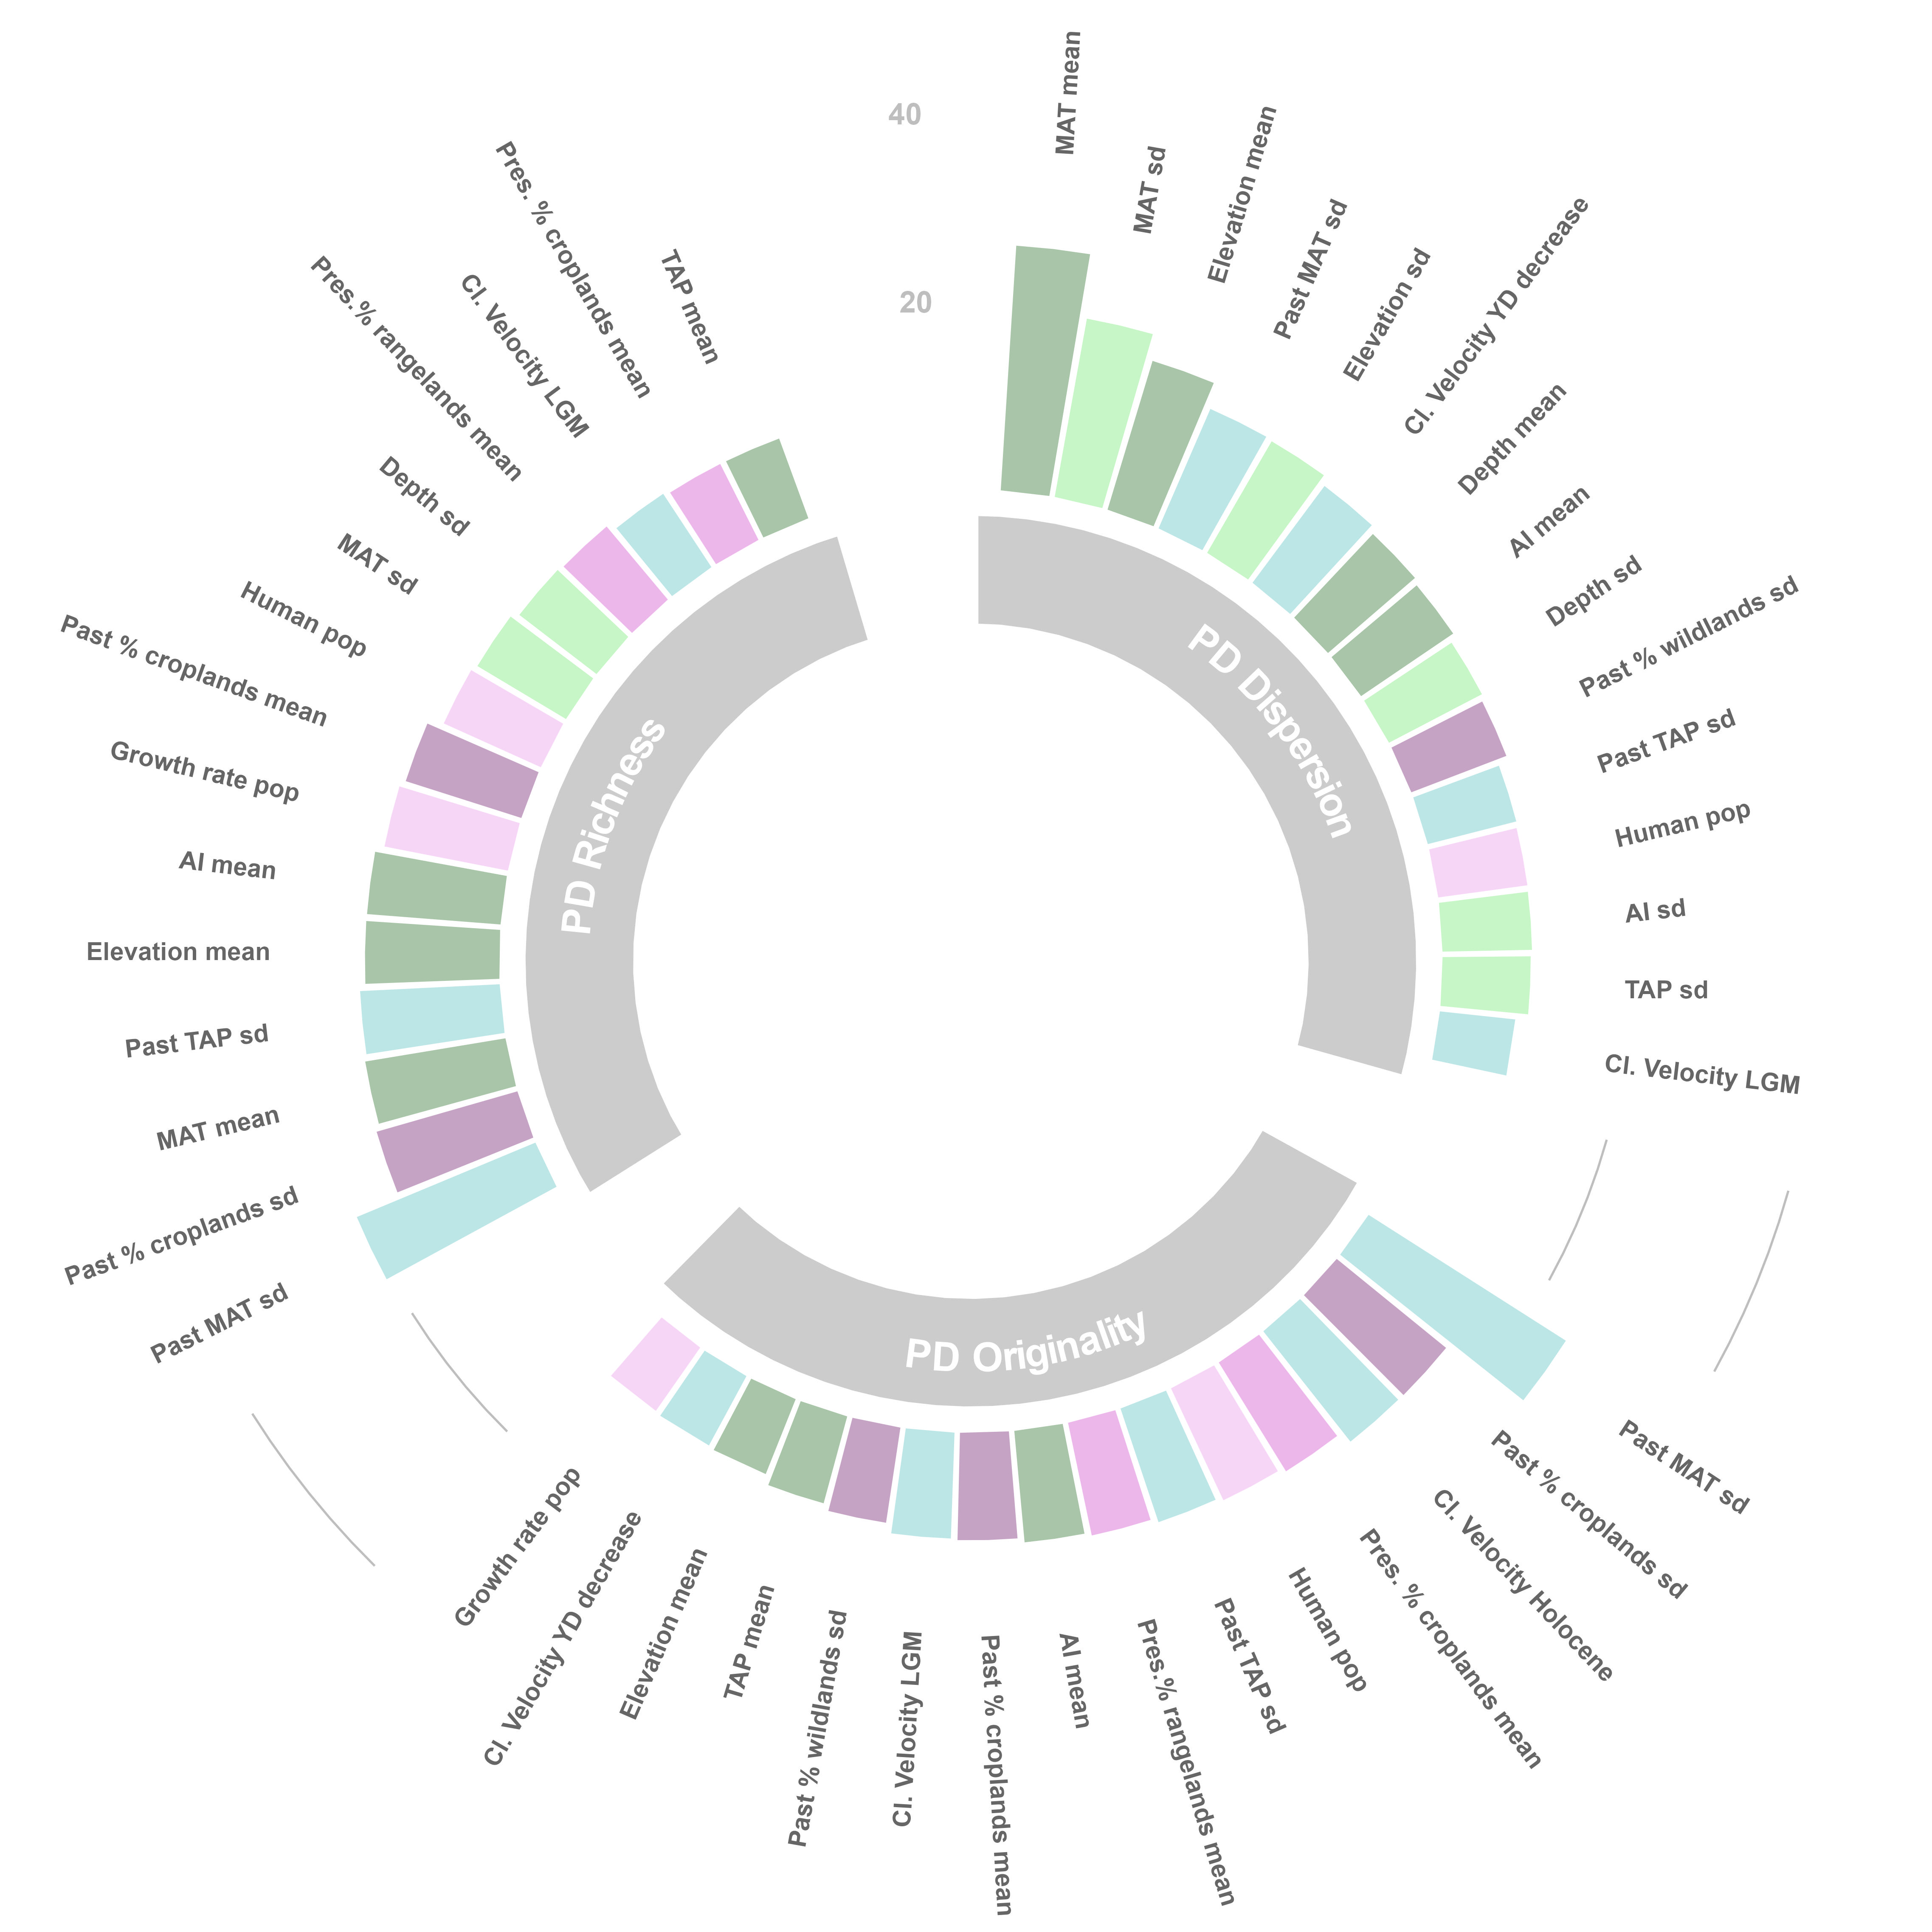 40
20
MAT mean
MAT sd
Elevation mean
Past MAT sd
Elevation sd
Cl. Velocity YD decrease
Depth mean
AI mean
Depth sd
Past % wildlands sd
Past TAP sd
Human pop
AI sd
TAP sd
Cl. Velocity LGM
PD Dispersion
Past MAT sd
Past % croplands sd
Cl. Velocity Holocene
Pres. % croplands mean
Human pop
Past TAP sd
Pres.% rangelands mean
AI mean
Past % croplands mean
Cl. Velocity LGM
Past % wildlands sd
TAP mean
Elevation mean
Cl. Velocity YD decrease
Growth rate pop
PD Originality
Past MAT sd
Past % croplands sd
MAT mean
Past TAP sd
Elevation mean
AI mean
Growth rate pop
Past % croplands mean
Human pop
MAT sd
Depth sd
Pres.% rangelands mean
Cl. Velocity LGM
Pres. % croplands mean
TAP mean
PD Richness